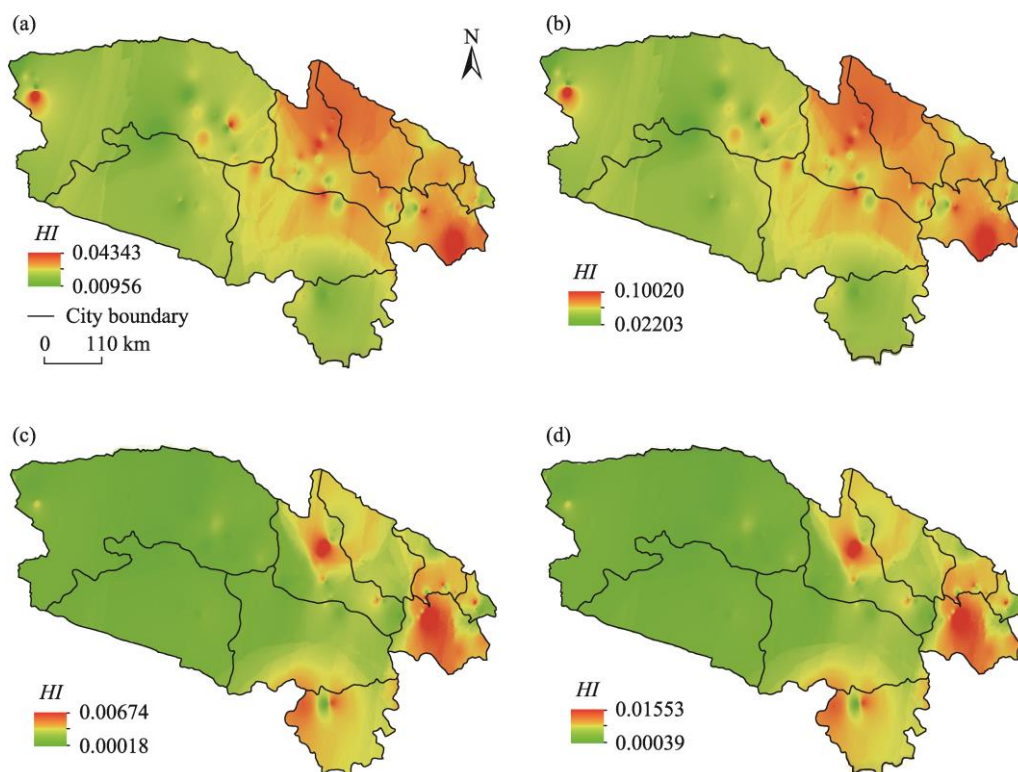 (a)
N
HI
0.04343
0.00956
City boundary
0 110 km
(b)
HI
0.10020
0.02203
(c)
HI
0.00674
0.00018
(d)
HI
0.01553
0.00039